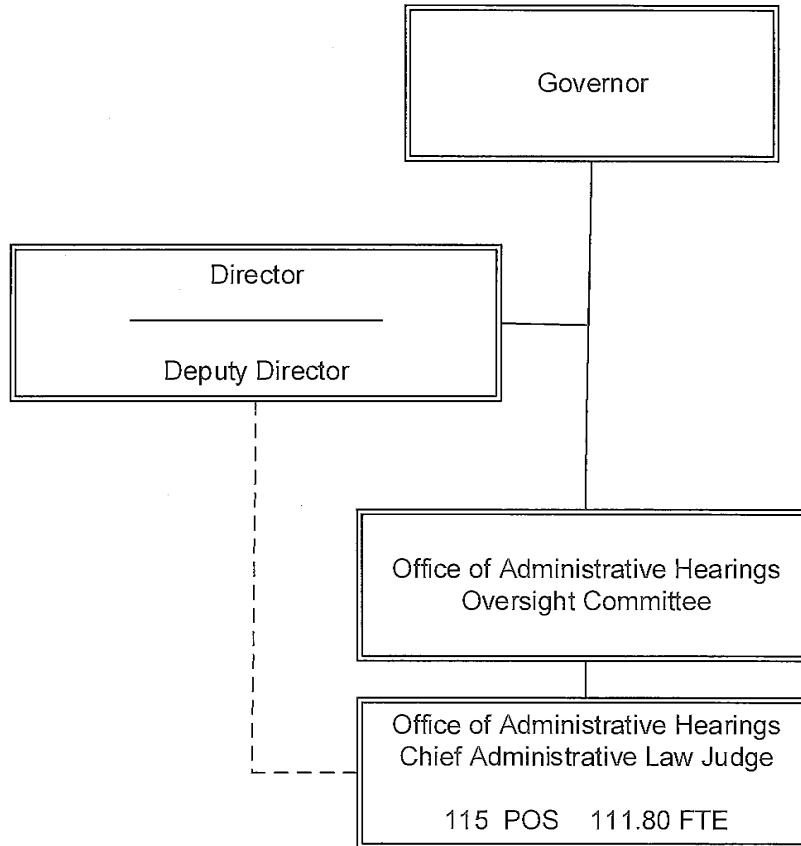 Governor
Director
Deputy Director
Office of Administrative Hearings
Oversight Committee
Office of Administrative Hearings
Chief Administrative Law Judge
115 POS 111.80 FTE